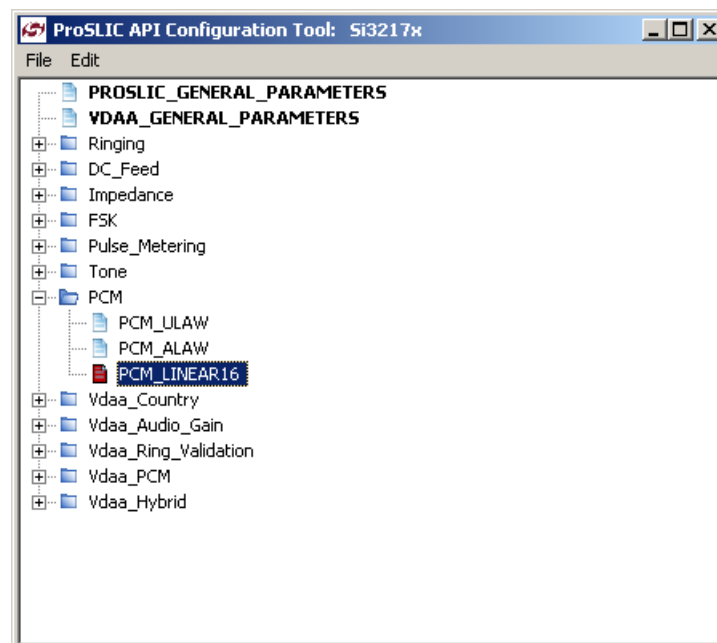 ProSLIC API Configuration Tool: Si3217x
File Edit
PROSLIC_GENERAL_PARAMETERS
VDAA_GENERAL_PARAMETERS
Ringing
DC_Feed
Impedance
FSK
Pulse_Metering
Tone
PCM
PCM_ULAW
PCM_ALAW
PCM_LINEAR16
Vdaa_Country
Vdaa_Audio_Gain
Vdaa_Ring_Validation
Vdaa_PCM
Vdaa_Hybrid